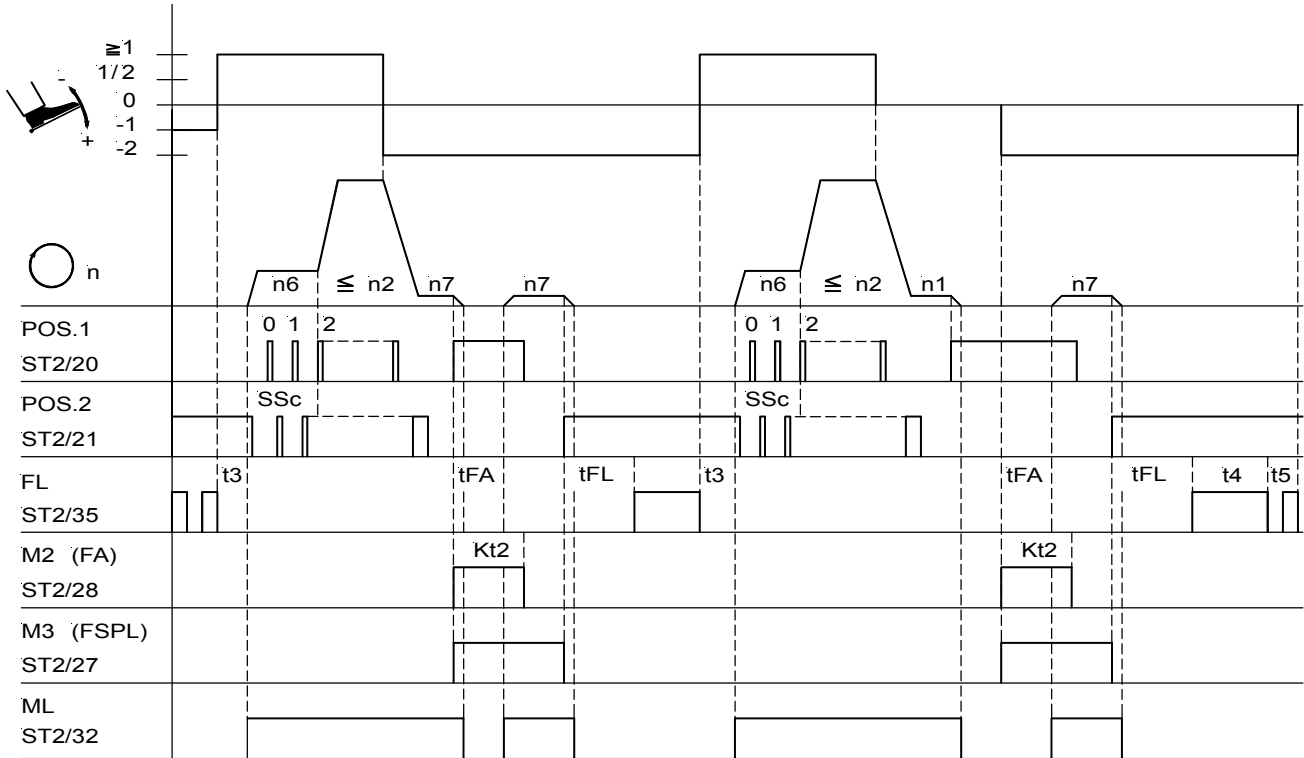 ≧1
1/2
0
-1
-2
-
+
n
n6 ≦ n2 n7 n7 n6 ≦ n2 n1 n7
POS.1 0 1 2 0 1 2
ST2/20
POS.2 SSc SSc
ST2/21
FL t3 tFA tFL t3 tFA tFL t4 t5
ST2/35
M2 (FA) Kt2 Kt2
ST2/28
M3 (FSPL)
ST2/27
ML
ST2/32